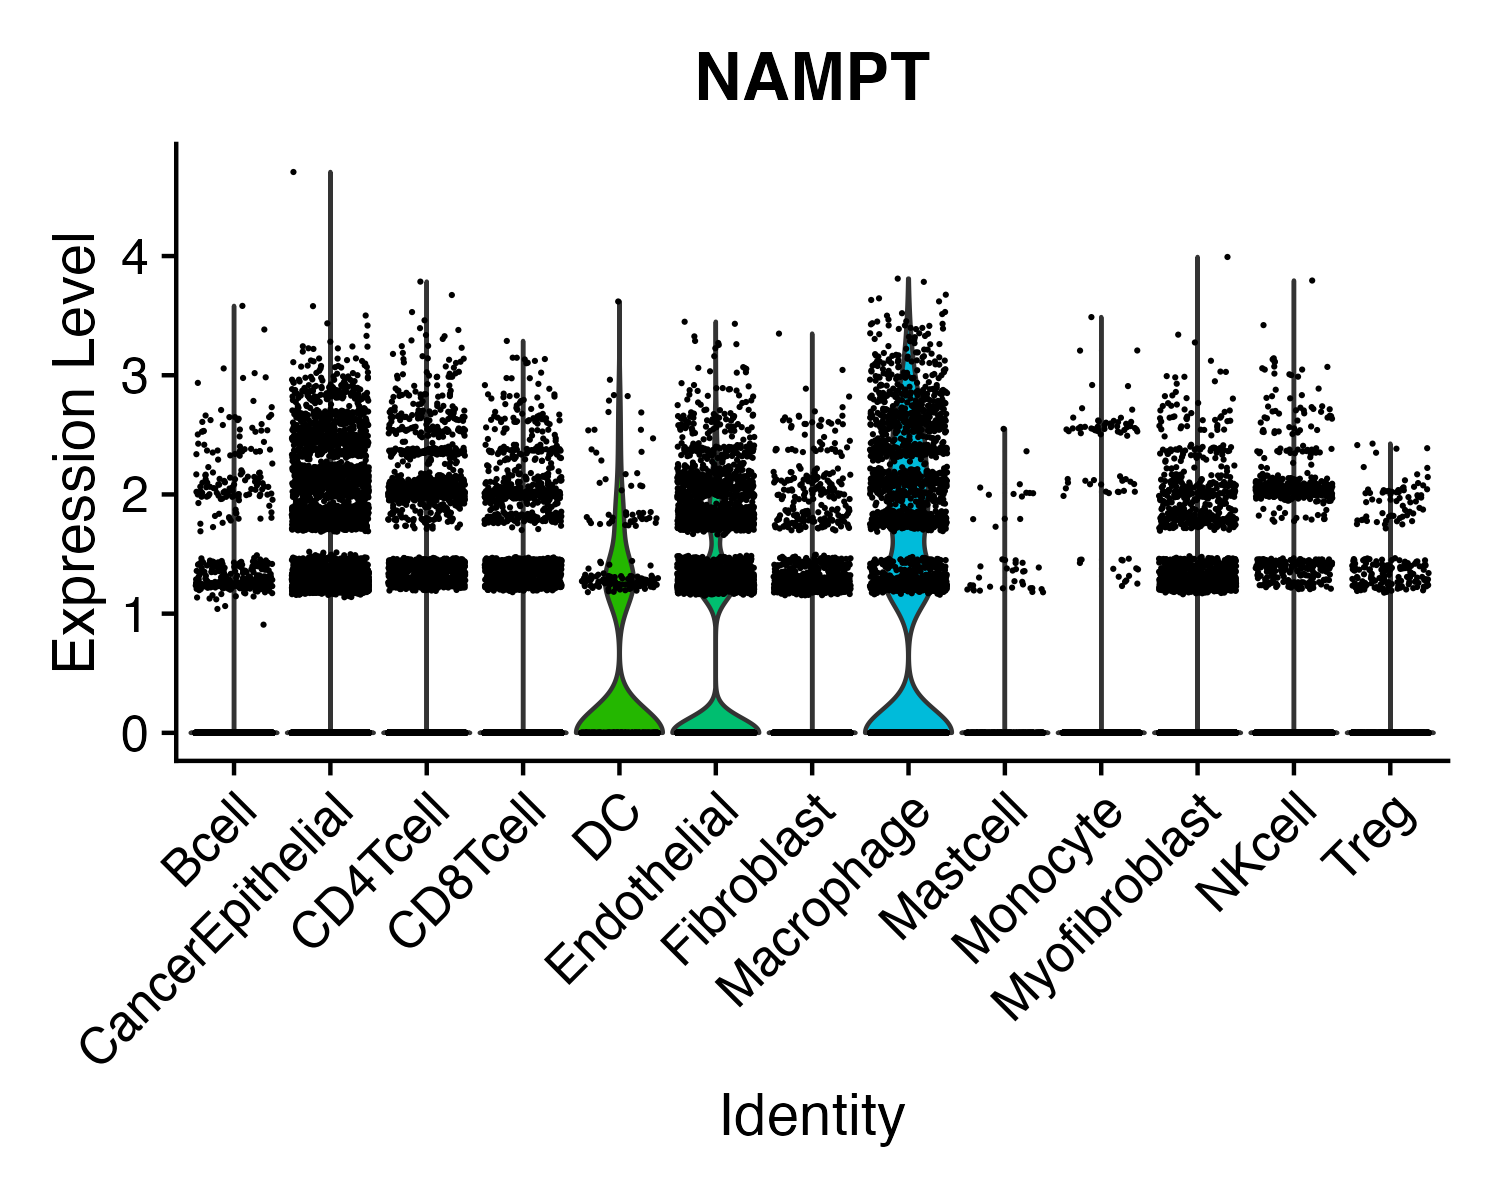 NAMPT
Expression Level
4
3
2
1
0
Bcell
CancerEpithelial
CD4Tcell
CD8Tcell
DC
Endothelial
Fibroblast
Macrophage
Mastcell
Monocyte
Myofibroblast
NKcell
Treg
Identity